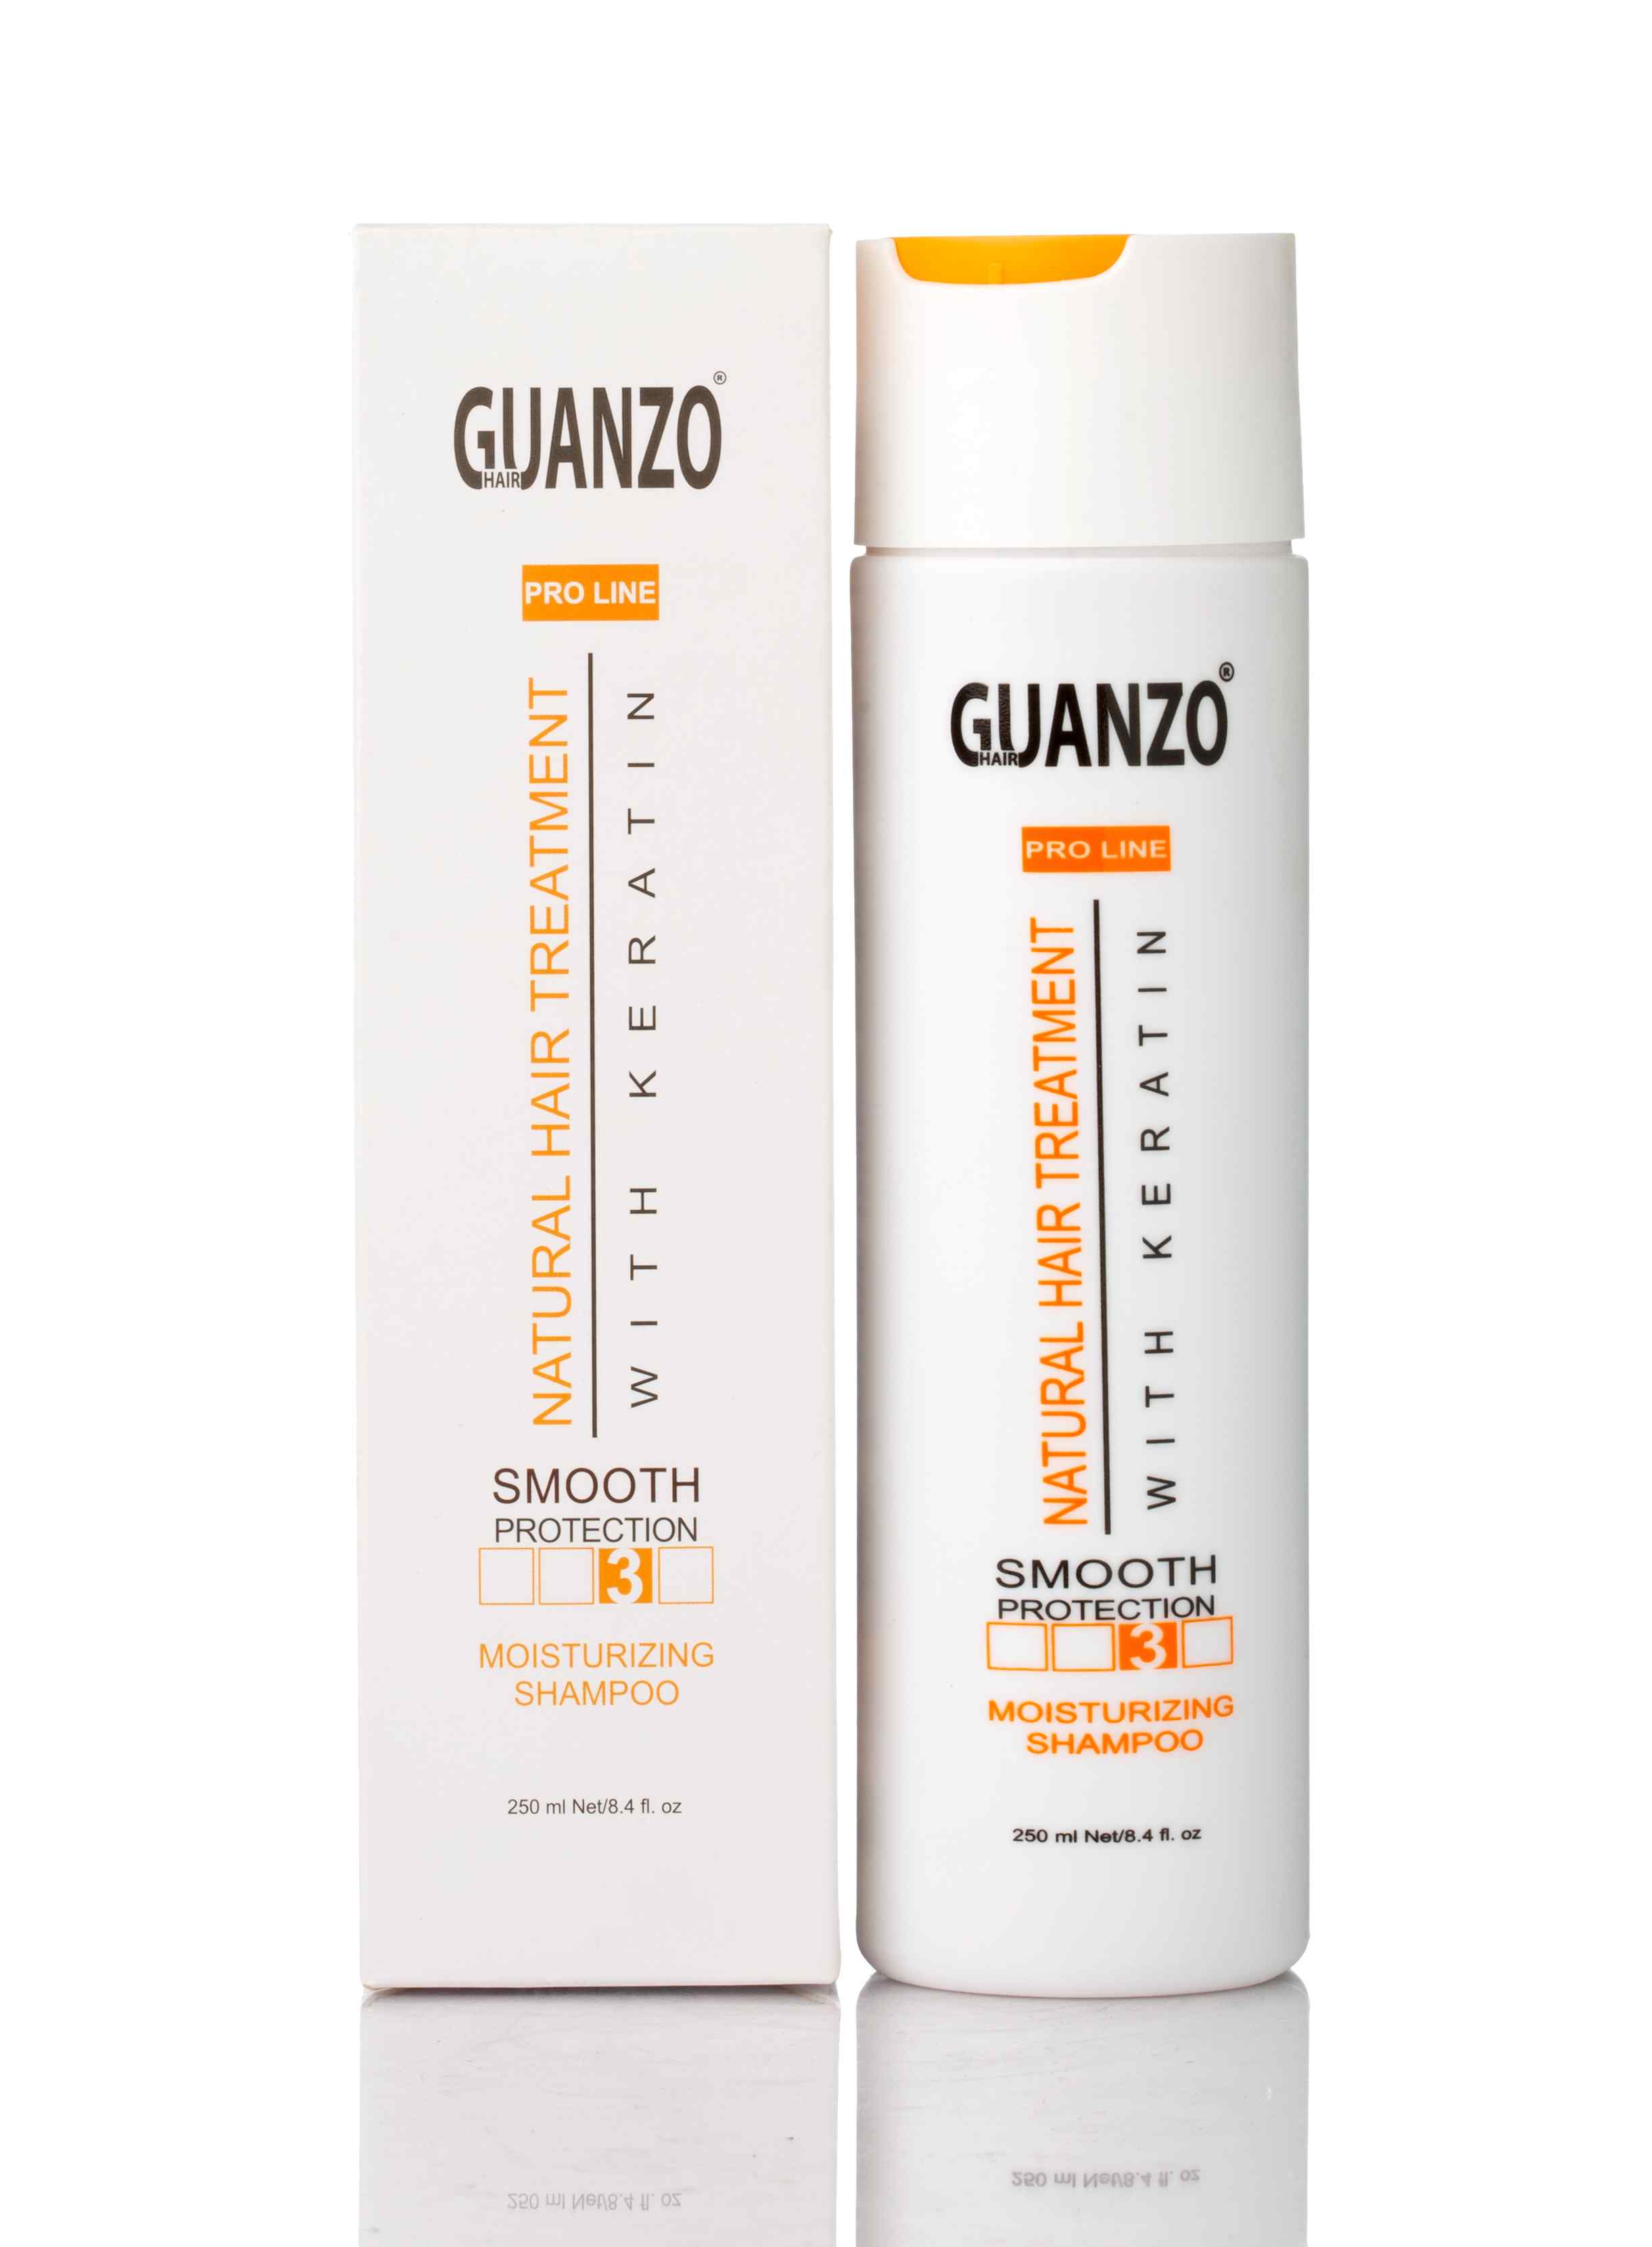 GUANZO®
HAIR
PRO LINE
NATURAL HAIR TREATMENT
WITH KERATIN
SMOOTH
PROTECTION
3
MOISTURIZING
SHAMPOO
250 ml Net/8.4 fl. oz
GUANZO®
HAIR
PRO LINE
NATURAL HAIR TREATMENT
WITH KERATIN
SMOOTH
PROTECTION
3
MOISTURIZING
SHAMPOO
250 ml Net/8.4 fl. oz